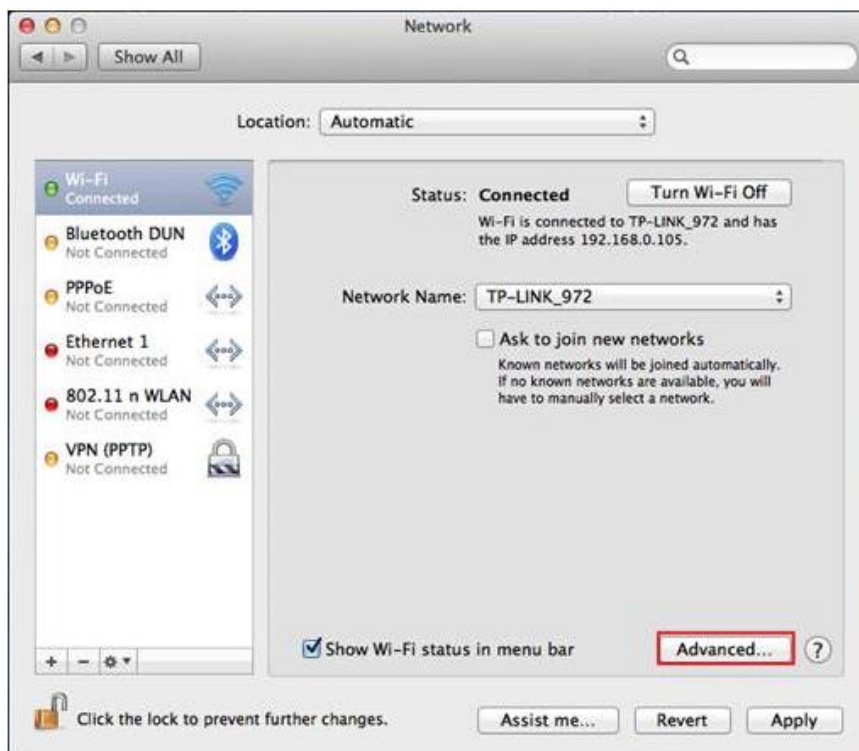 Network
Show All
Location: Automatic
Wi-Fi
Connected
Bluetooth DUN
Not Connected
PPPoE
Not Connected
Ethernet 1
Not Connected
802.11 n WLAN
Not Connected
VPN (PPTP)
Not Connected
Status: Connected
Turn Wi-Fi Off
Wi-Fi is connected to TP-LINK_972 and has
the IP address 192.168.0.105.
Network Name: TP-LINK_972
Ask to join new networks
Known networks will be joined automatically.
If no known networks are available, you will
have to manually select a network.
Show Wi-Fi status in menu bar
Advanced...
?
+ −
Click the lock to prevent further changes.
Assist me...
Revert
Apply